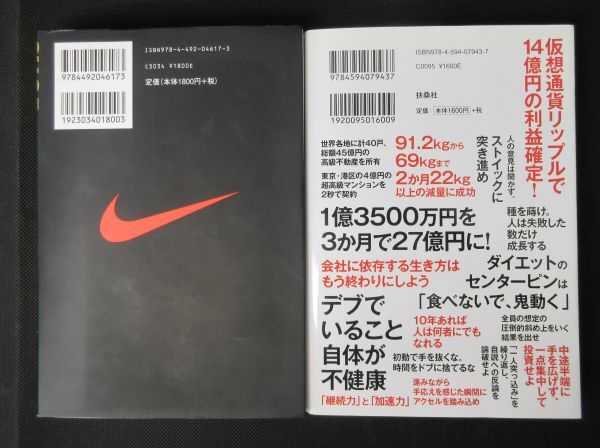 ISBN978-4-492-04617-3
C3034 ¥1800E
定価(本体1800円+税)
9784492046173
1923034018003
ISBN978-4-594-07943-7
C0095 ¥1600E
扶桑社
定価:本体1600円+税
9784594079437
1920095016009
仮想通貨リップルで
14億円の利益確定!
人の意見は聞かず、
ストイックに
突き進め
世界各地に計40戸、
総額45億円の
高級不動産を所有
東京・港区の4億円の
超高級マンションを
2秒で契約
91.2kgから
69kgまで
2か月22kg
以上の減量に成功
1億3500万円を
3か月で27億円に!
種を蒔け。
人は失敗した
数だけ
成長する
会社に依存する生き方は
もう終わりにしよう
ダイエットの
センターピンは
「食べないで、鬼動く」
デブで
いること
自体が
不健康
10年あれば
人は何者にでも
なれる
全員の想定の
圧倒的斜め上をいく
結果を出せ
初動で手を抜くな、
時間をドブに捨てるな
「一人突っ込み」を
繰り返し、
自説への反論を
論破せよ
中途半端に
手を広げず、
一点集中して
投資せよ
「継続力」と「加速力」
進みながら
手応えを感じた瞬間に
アクセルを踏み込め